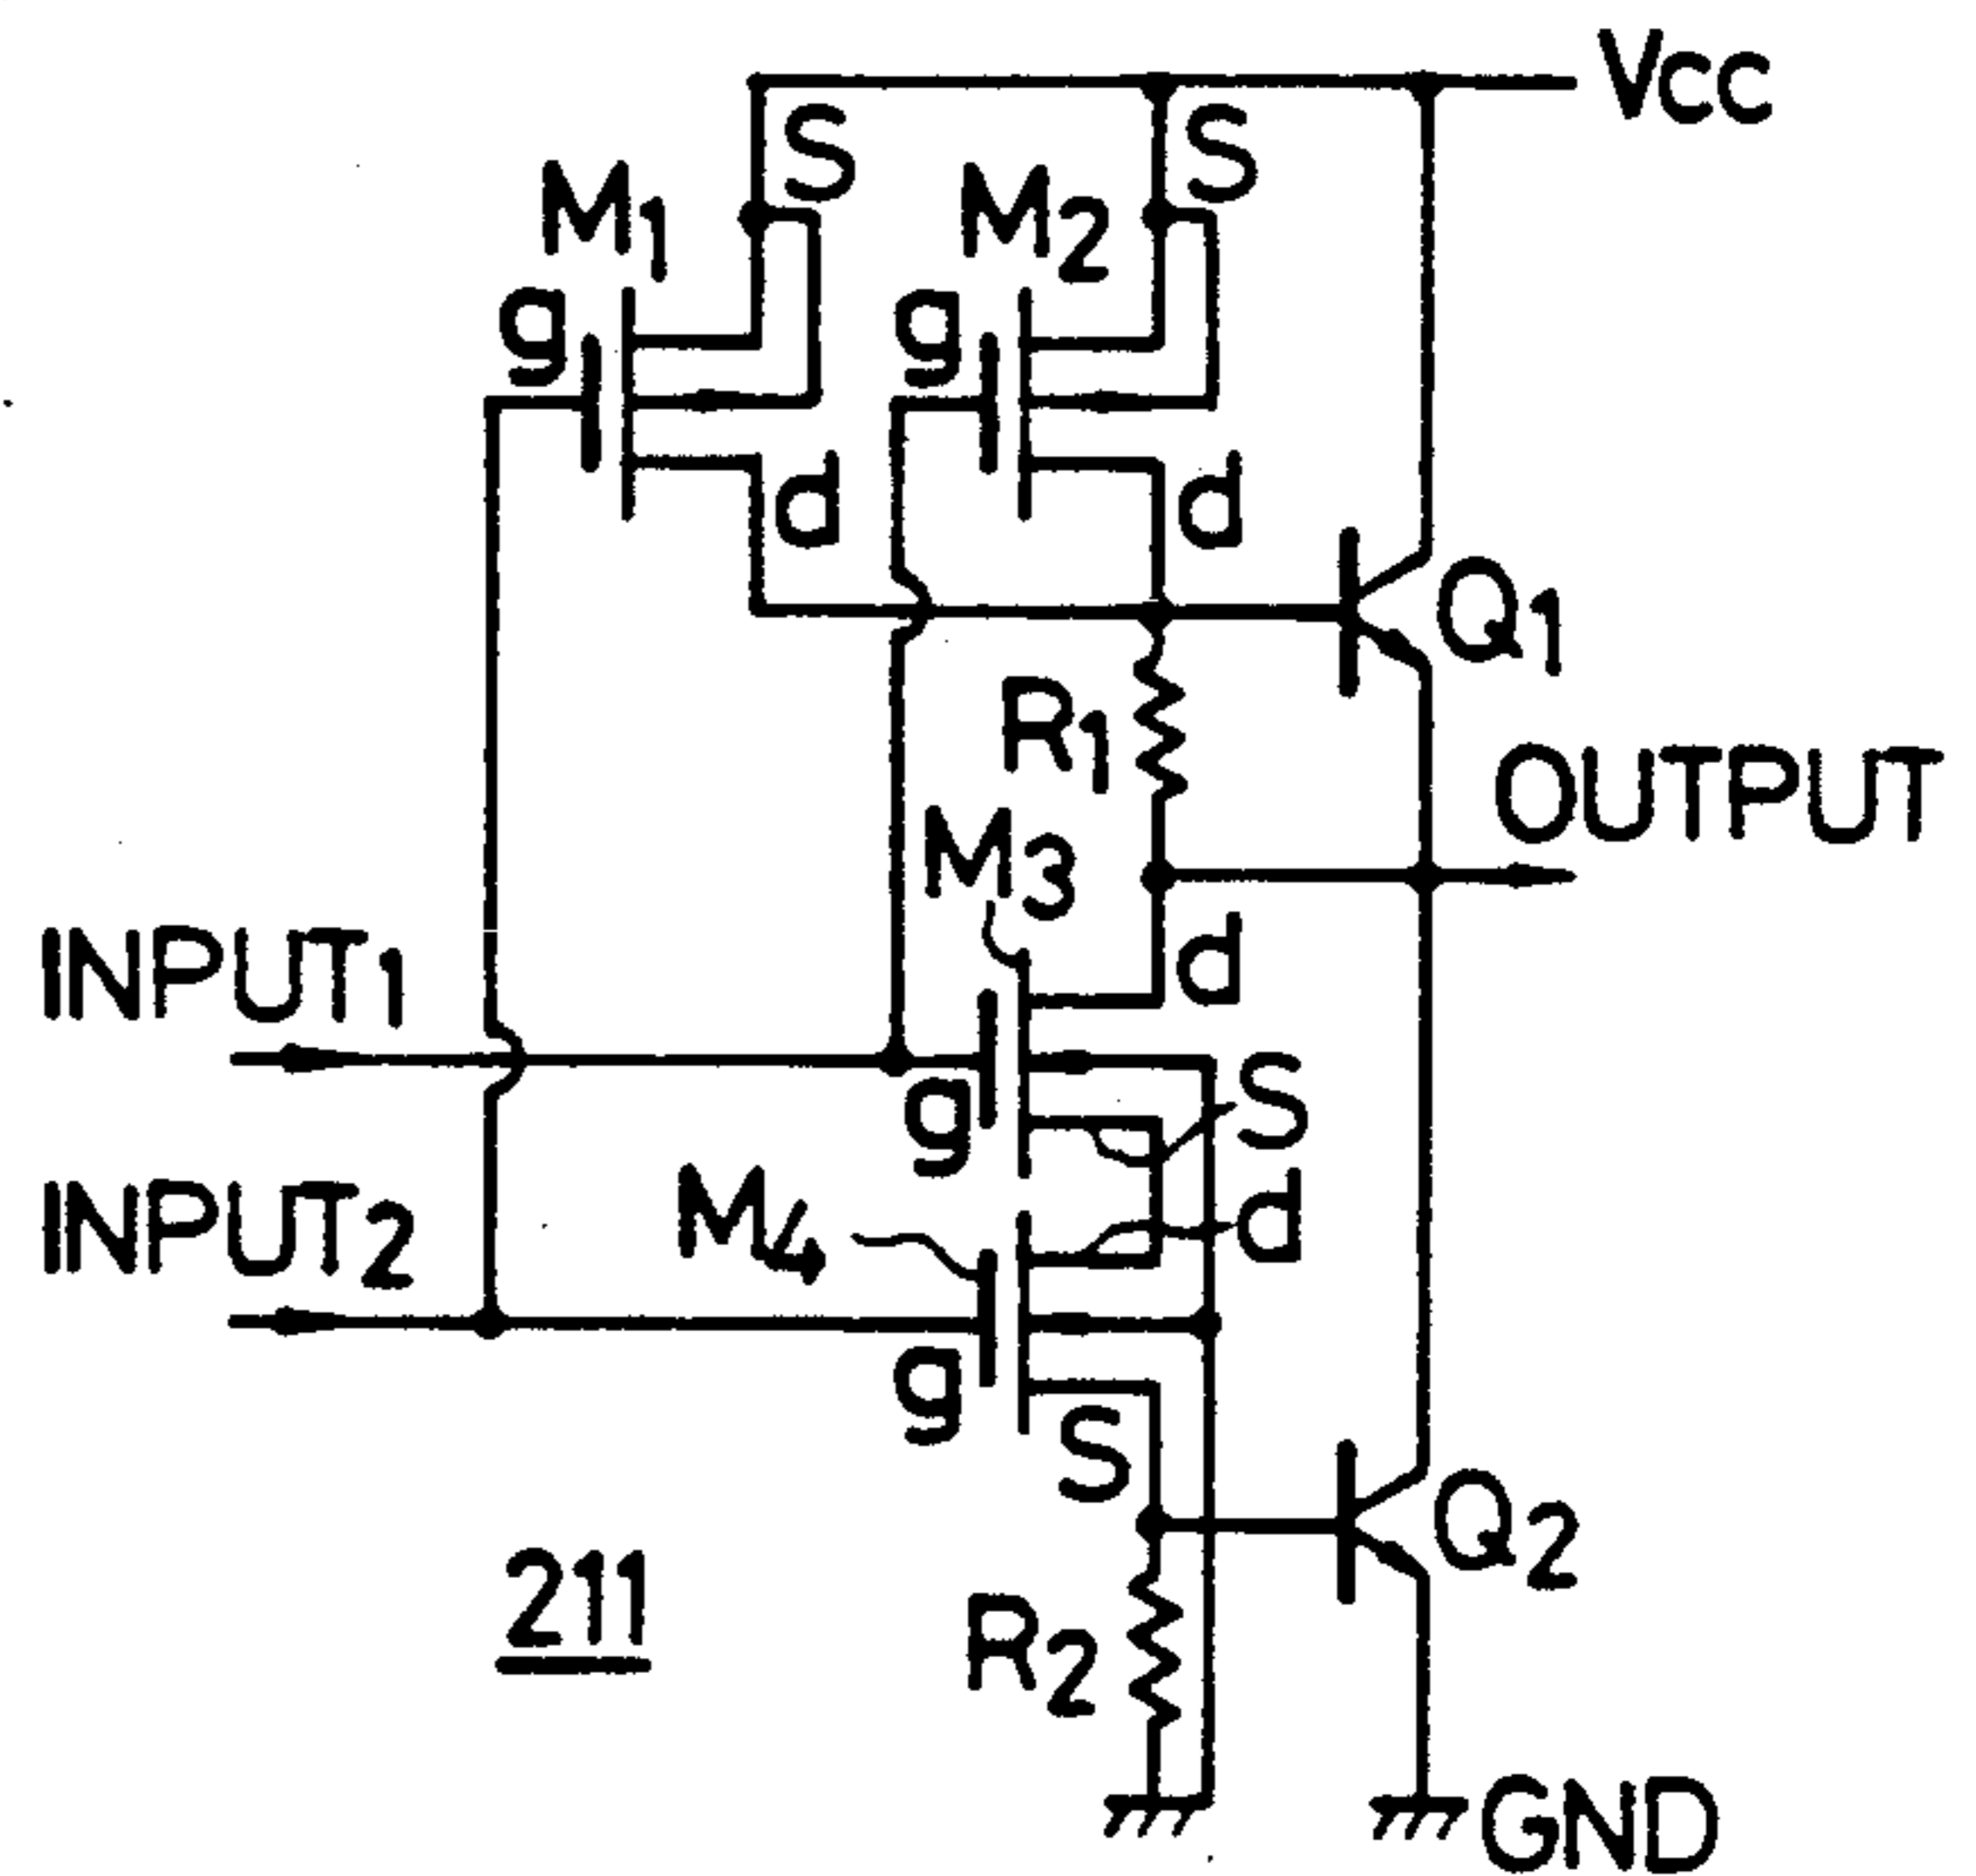 Vcc
S
S
M1
M2
g
g
d
d
Q1
R1
OUTPUT
M3
INPUT1
d
g
S
INPUT2
M4
d
g
S
Q2
211
R2
GND